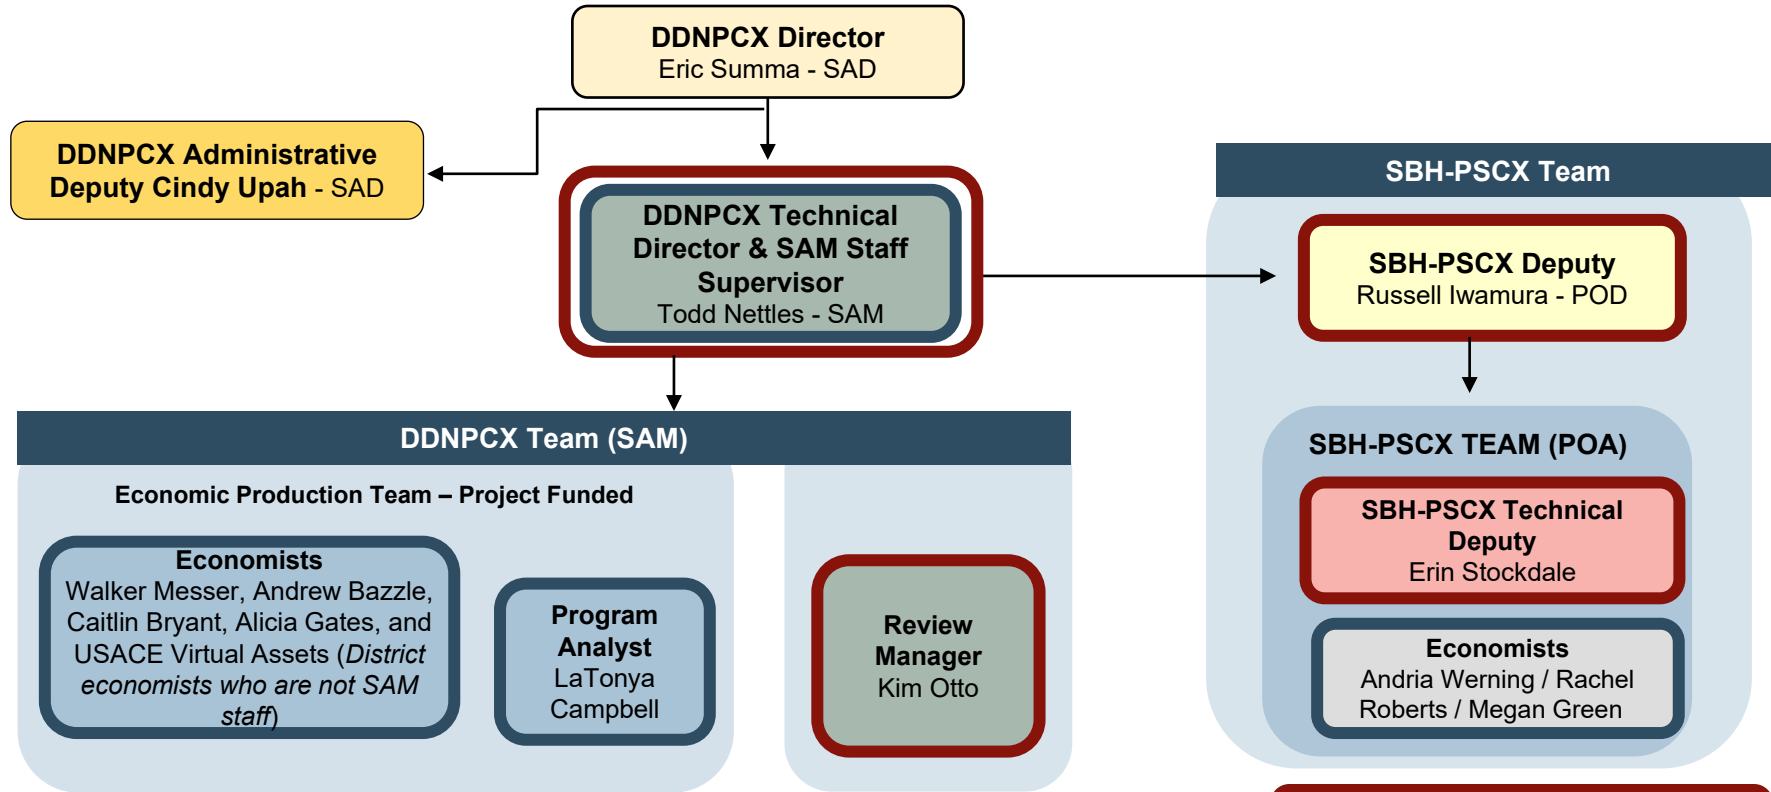 DDNPCX Director
Eric Summa - SAD
DDNPCX Administrative
Deputy Cindy Upah - SAD
DDNPCX Technical
Director & SAM Staff
Supervisor
Todd Nettles - SAM
SBH-PSCX Team
SBH-PSCX Deputy
Russell Iwamura - POD
DDNPCX Team (SAM)
Economic Production Team – Project Funded
Economists
Walker Messer, Andrew Bazzle,
Caitlin Bryant, Alicia Gates, and
USACE Virtual Assets (District
economists who are not SAM
staff)
Program
Analyst
LaTonya
Campbell
Review
Manager
Kim Otto
SBH-PSCX TEAM (POA)
SBH-PSCX Technical
Deputy
Erin Stockdale
Economists
Andria Werning / Rachel
Roberts / Megan Green